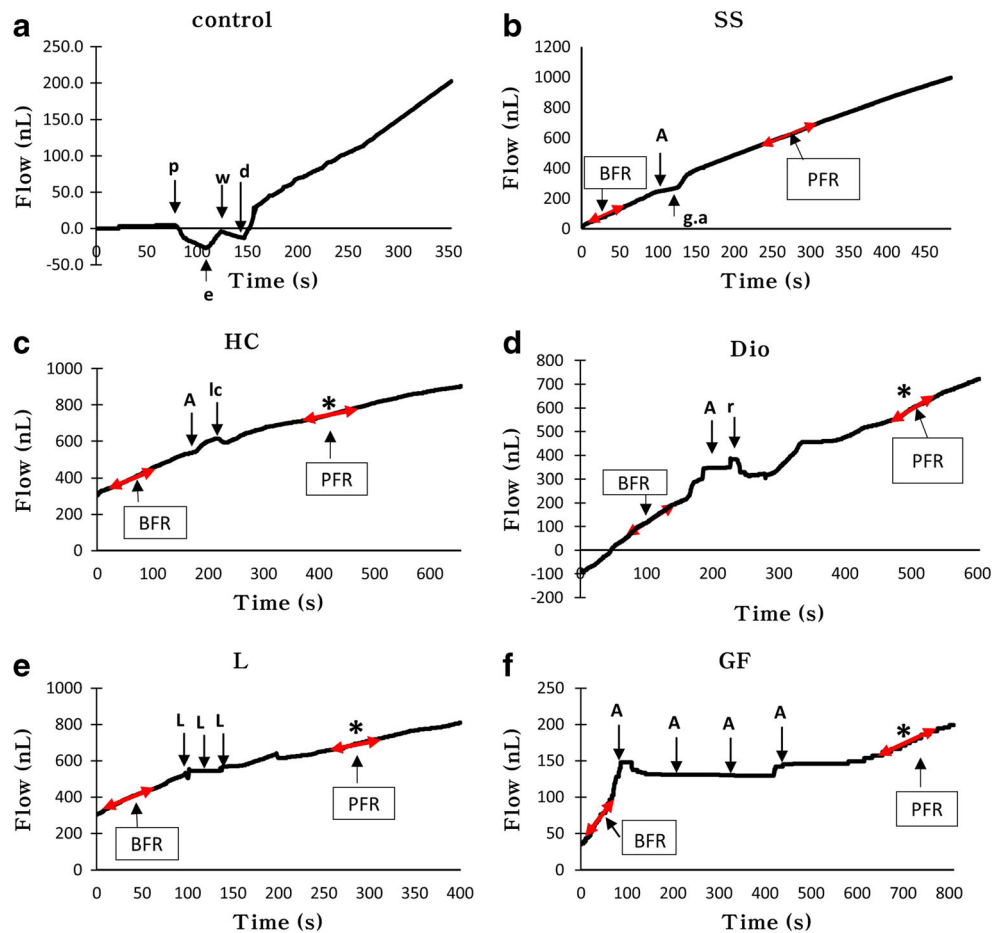 a
control
Flow (nL)
250.0
200.0
150.0
100.0
50.0
0.0
-50.0
p
w
d
e
0 50 100 150 200 250 300 350
Time (s)
b
SS
Flow (nL)
1200
1000
800
600
400
200
0
BFR
A
g.a
PFR
0 50 100 150 200 250 300 350 400 450
Time (s)
c
HC
Flow (nL)
1000
800
600
400
200
0
A
lc
*
BFR
PFR
0 100 200 300 400 500 600
Time (s)
d
Dio
Flow (nL)
800
700
600
500
400
300
200
100
0
-100
-200
A
r
*
BFR
PFR
0 100 200 300 400 500 600
Time (s)
e
L
Flow (nL)
1000
800
600
400
200
0
L L L
*
BFR
PFR
0 50 100 150 200 250 300 350 400
Time (s)
f
GF
Flow (nL)
250
200
150
100
50
0
A A A A
*
BFR
PFR
0 100 200 300 400 500 600 700 800
Time (s)